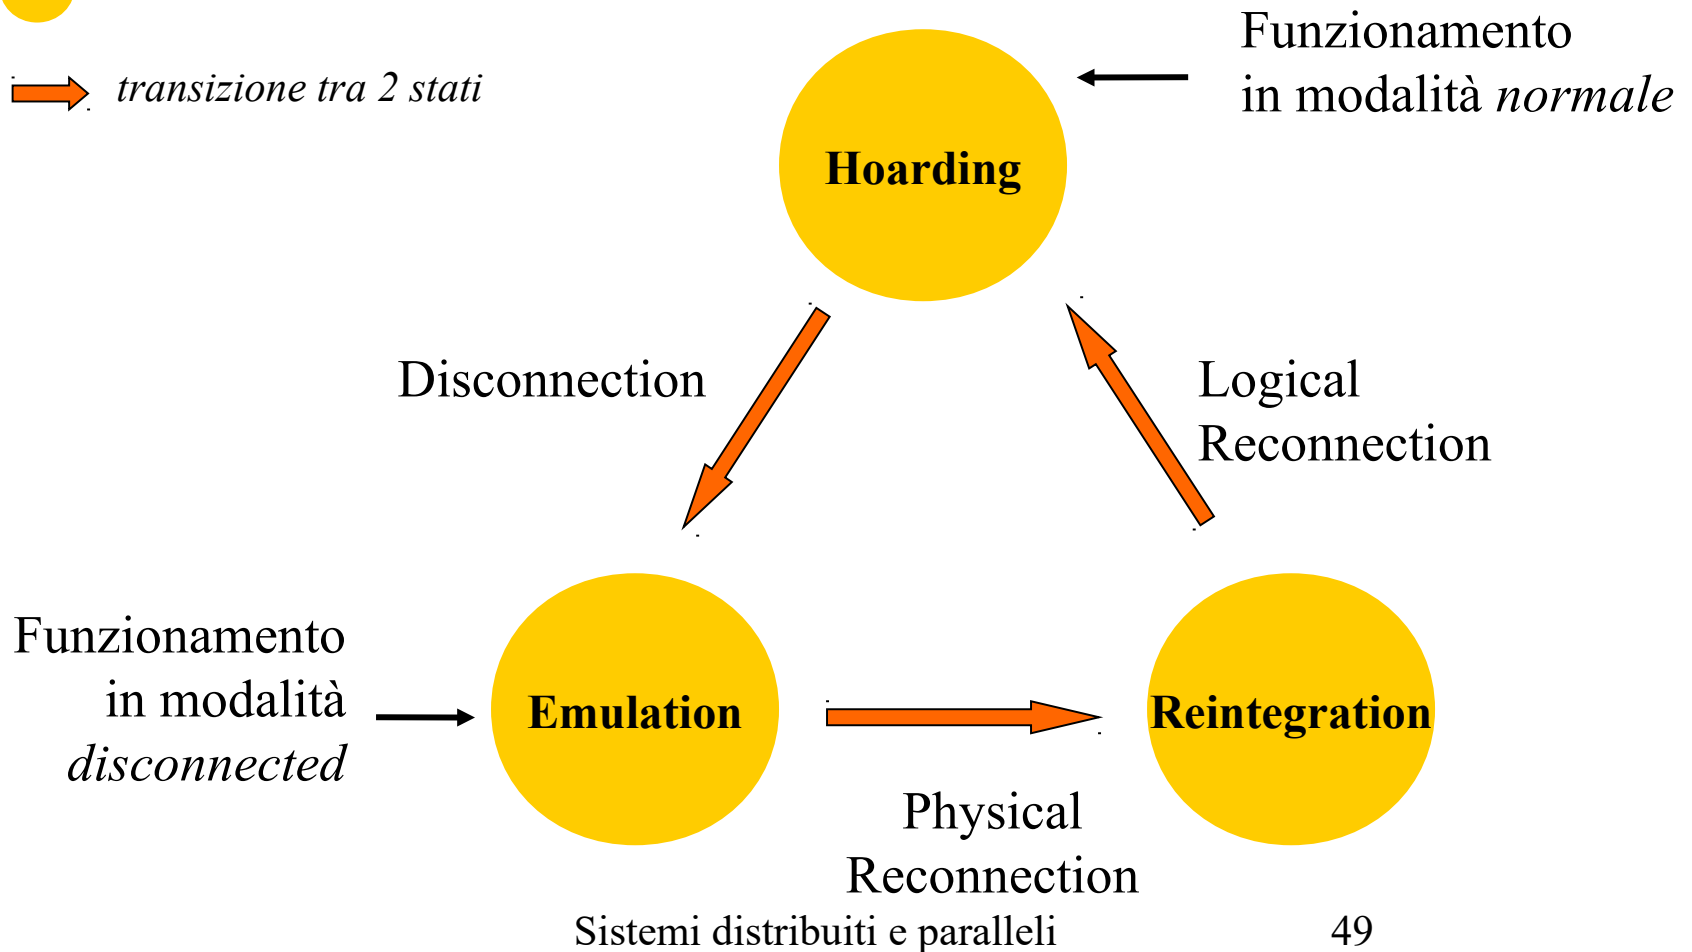 Funzionamento
in modalità normale
transizione tra 2 stati
Hoarding
Disconnection
Logical
Reconnection
Funzionamento
in modalità
disconnected
Emulation
Reintegration
Physical
Reconnection
Sistemi distribuiti e paralleli
49